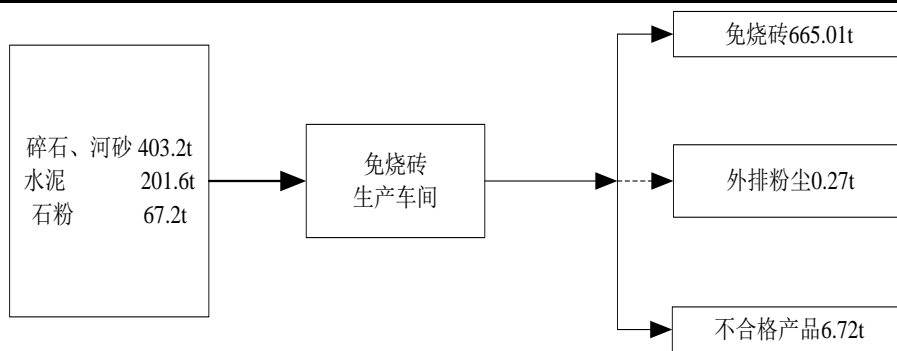 碎石、河砂 403.2t
水泥 201.6t
石粉 67.2t
免烧砖
生产车间
免烧砖665.01t
外排粉尘0.27t
不合格产品6.72t